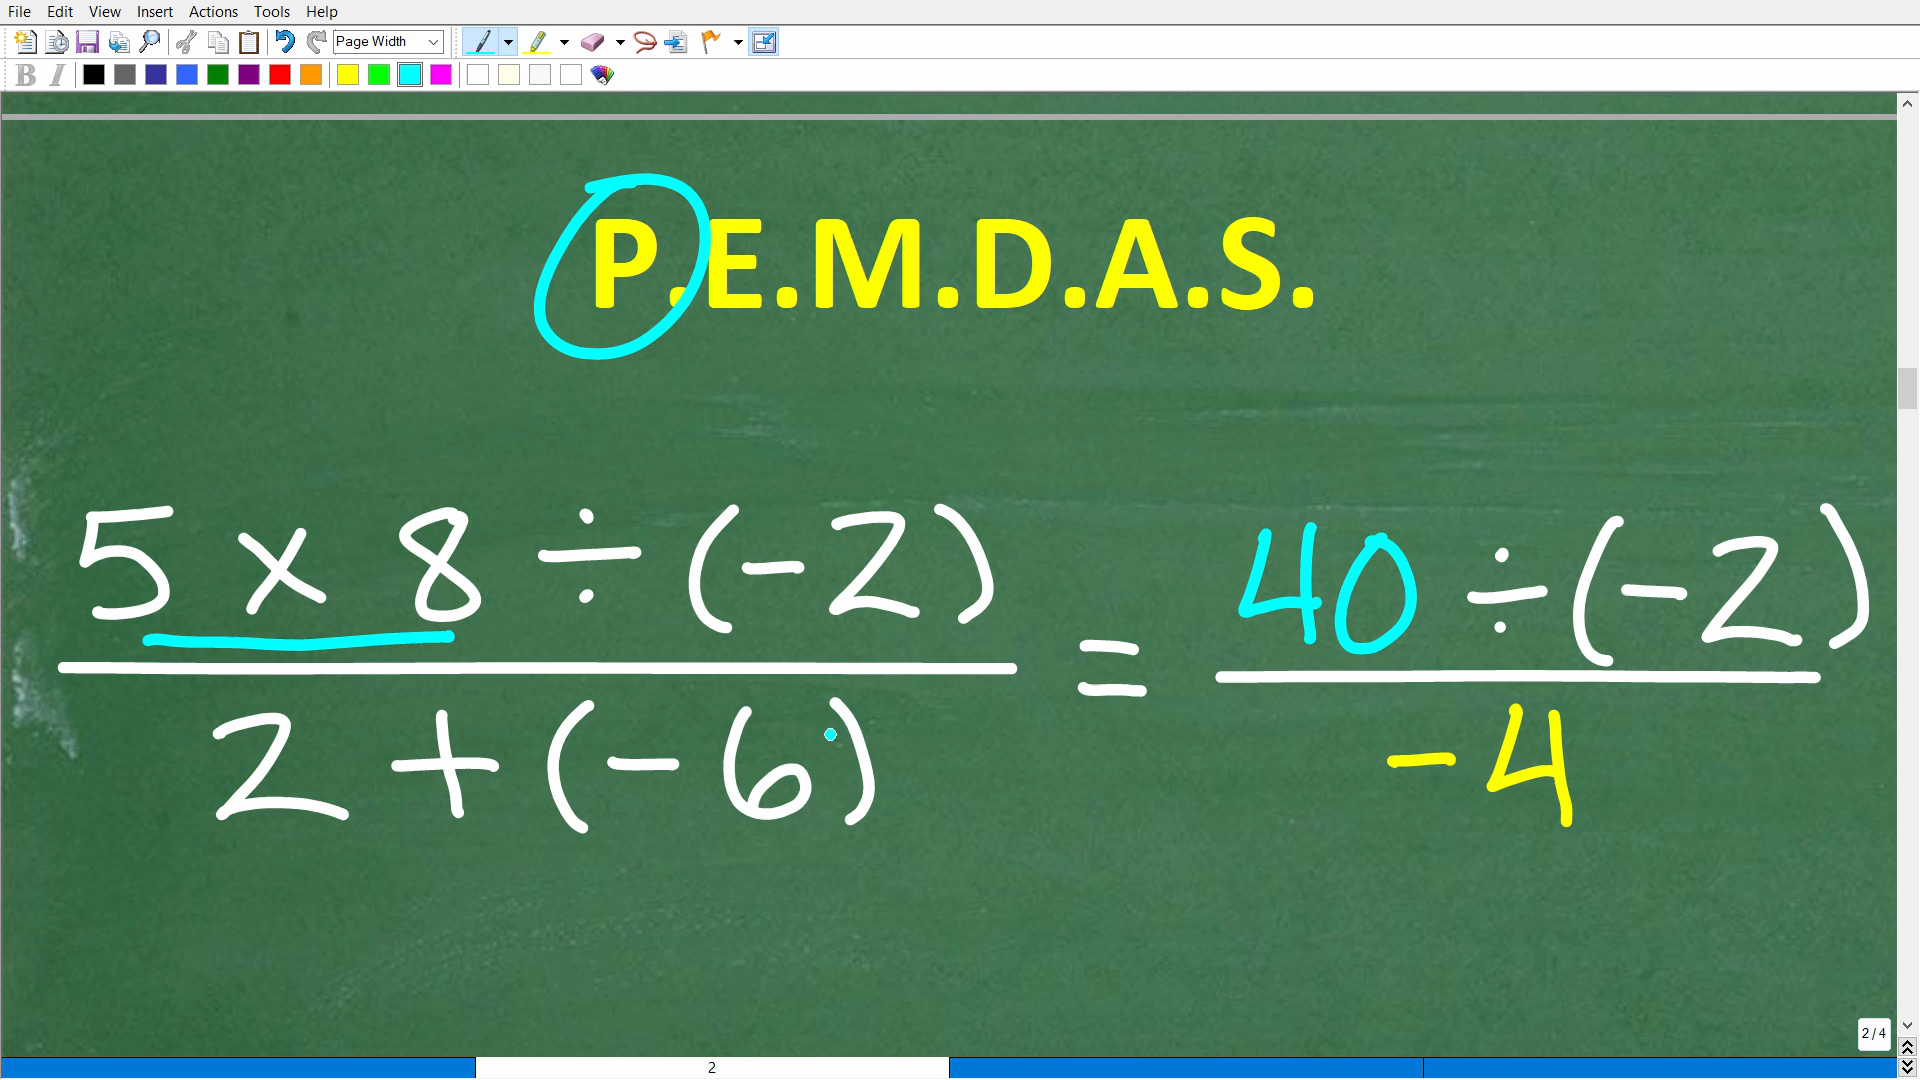 File Edit View Insert Actions Tools Help
Page Width
B I
P.E.M.D.A.S.
5 x 8 ÷ (-2) = 40 ÷ (-2)
2 + (-6) -4
2 / 4
2